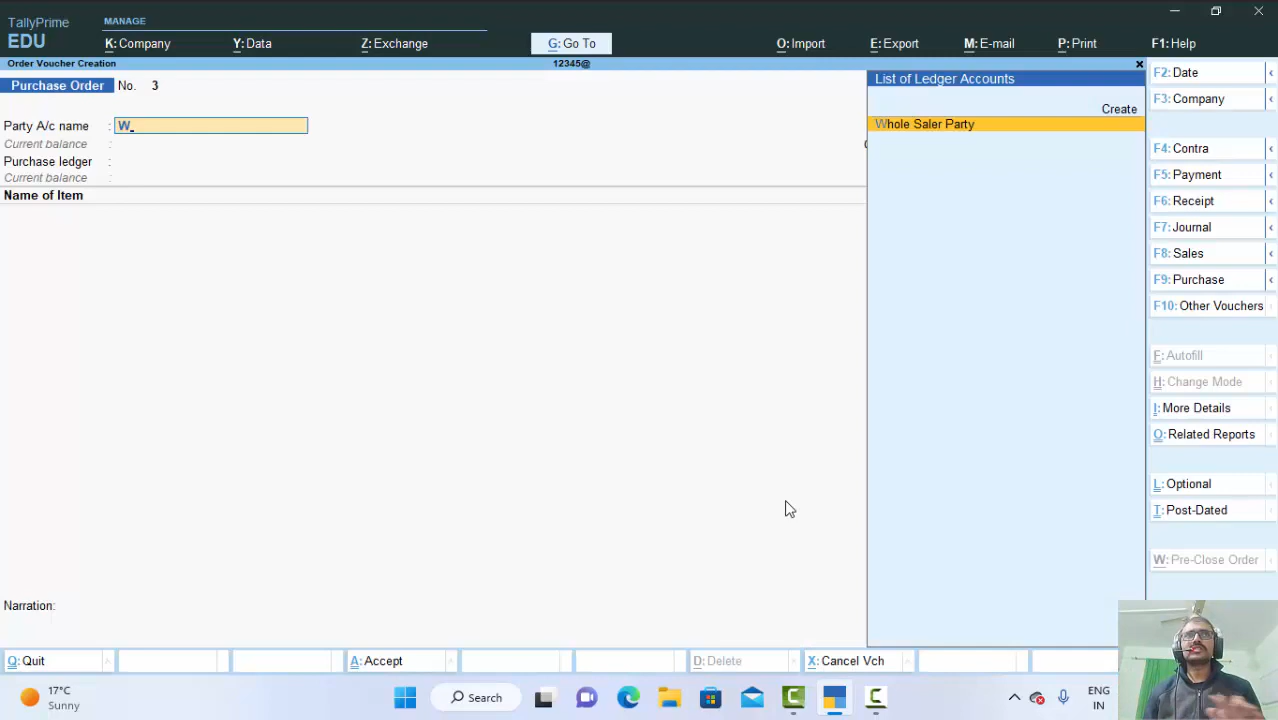 TallyPrime
EDU
MANAGE
K: Company
Y: Data
Z: Exchange
G: Go To
O: Import
E: Export
M: E-mail
P: Print
F1: Help
Order Voucher Creation
12345@
Purchase Order No. 3
Party A/c name : W
Current balance :
Purchase ledger :
Current balance :
Name of Item
Narration:
List of Ledger Accounts
Create
Whole Saler Party
F2: Date
F3: Company
F4: Contra
F5: Payment
F6: Receipt
F7: Journal
F8: Sales
F9: Purchase
F10: Other Vouchers
F: Autofill
H: Change Mode
I: More Details
O: Related Reports
L: Optional
T: Post-Dated
W: Pre-Close Order
Q: Quit
A: Accept
D: Delete
X: Cancel Vch
17°C
Sunny
Search
ENG
IN